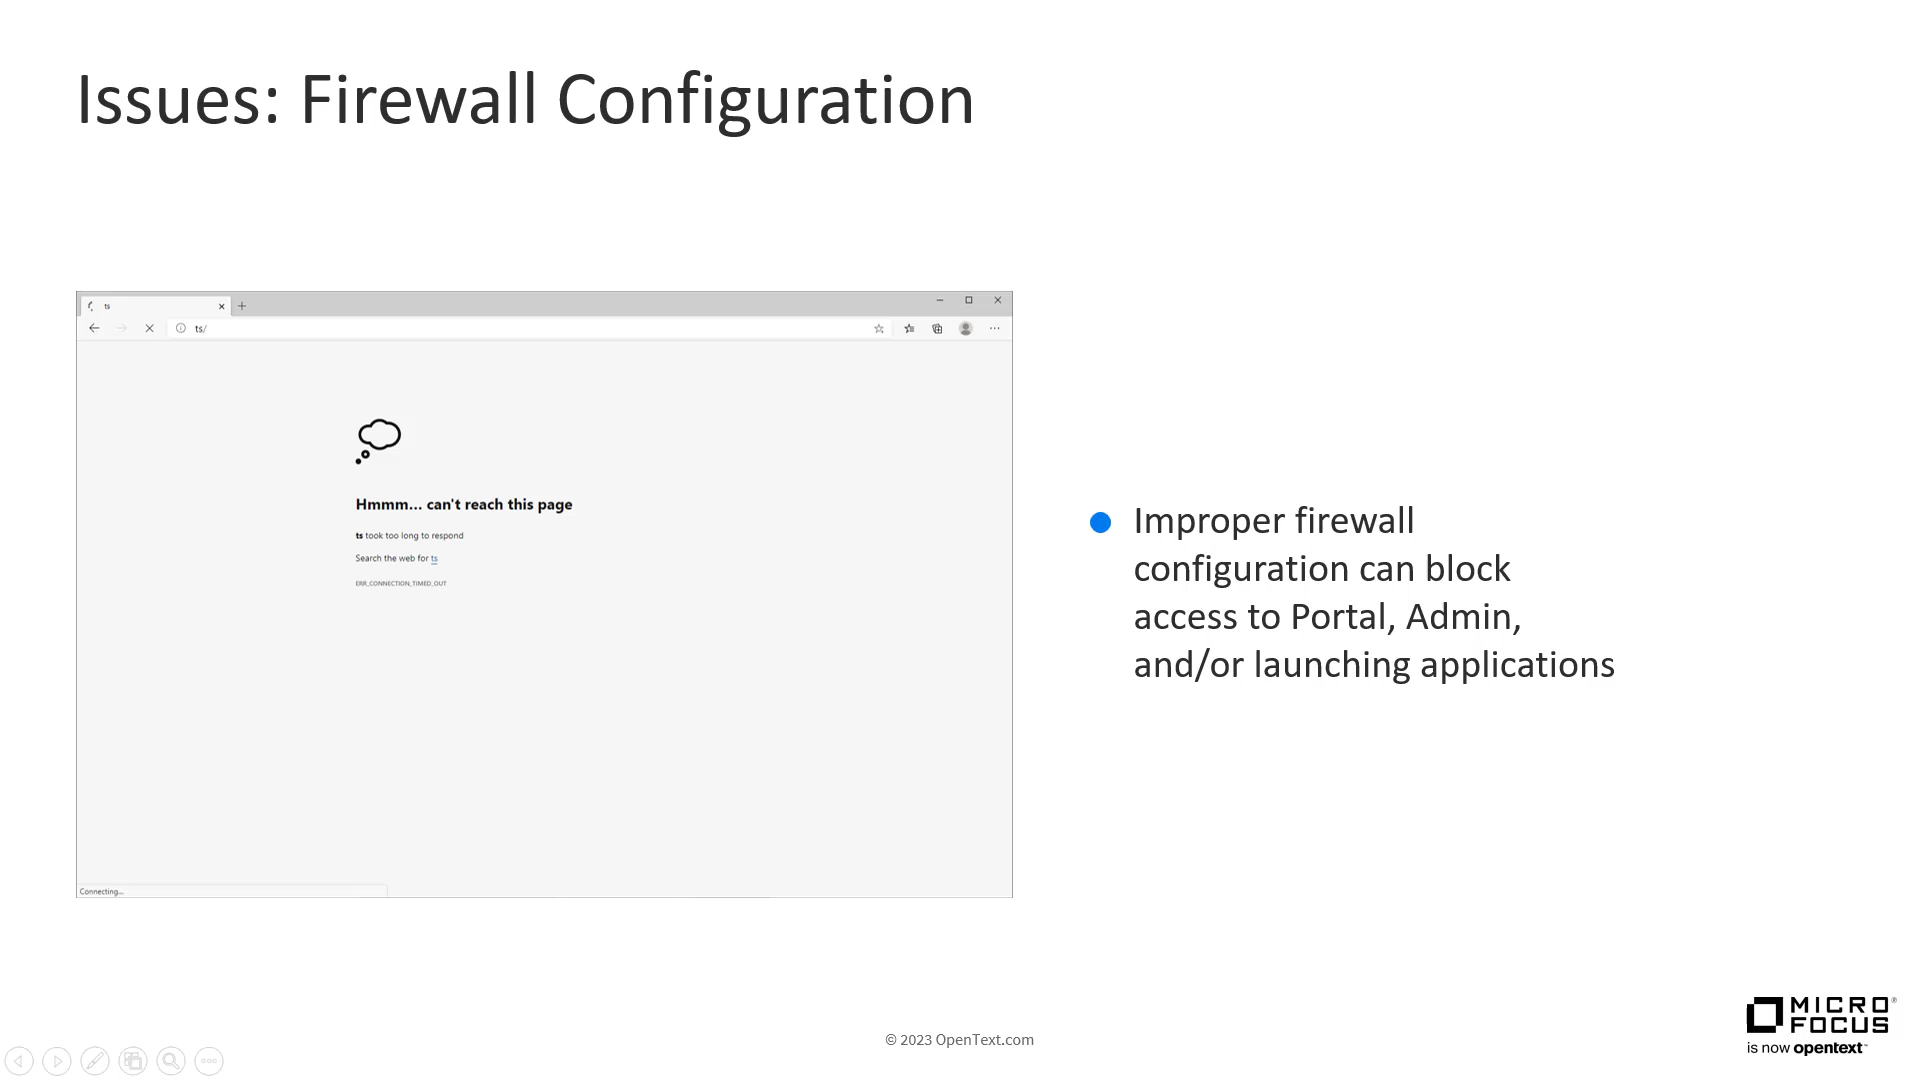 Issues: Firewall Configuration
ts
ts/
Hmmm... can't reach this page
ts took too long to respond
Search the web for ts
ERR_CONNECTION_TIMED_OUT
Connecting...
Improper firewall
configuration can block
access to Portal, Admin,
and/or launching applications
© 2023 OpenText.com
MICRO®
FOCUS
is now opentext™